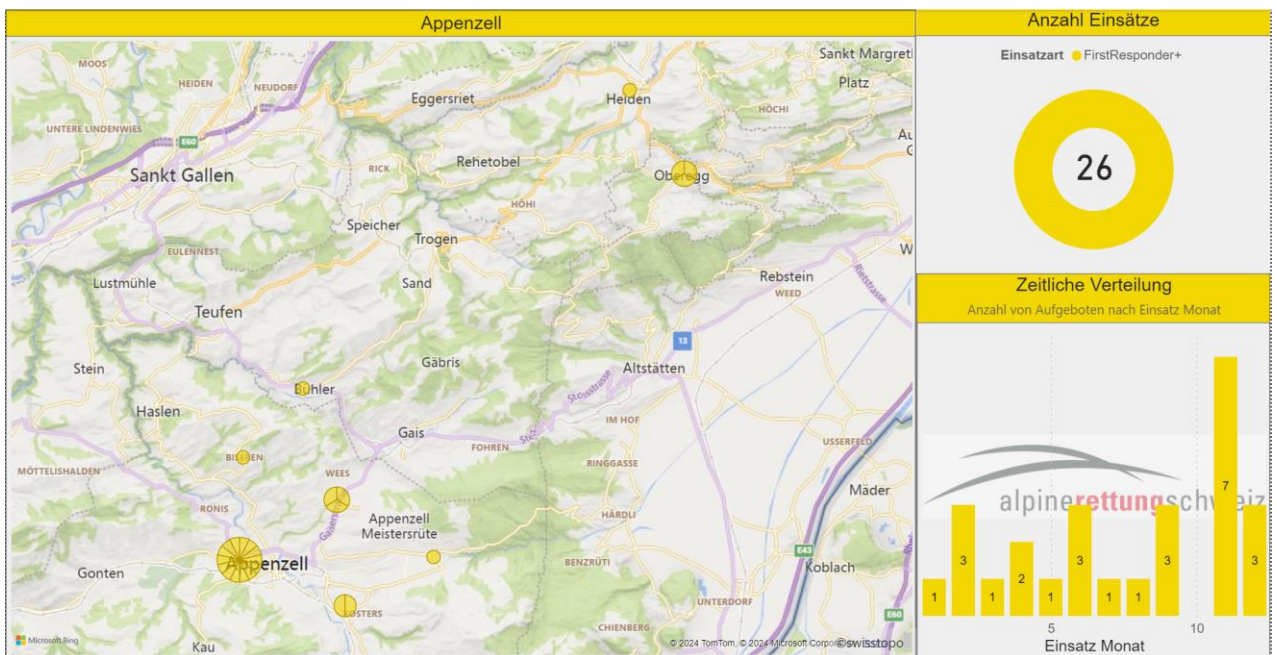 Appenzell
MOOS
HEIDEN
NEUDORF
UNTERE LINDENWIES
E60
Sankt Gallen
Eggersriet
Heiden
Sankt Margret
Platz
HÖCHI
RICK
Rehetobel
Oberegg
HÖHI
Speicher
Trogen
EULENNEST
Lustmühle
Sand
Rebstein
WEED
Rietstrasse
Teufen
13
Stein
Gäbris
Altstätten
Bühler
Stossstrasse
Haslen
Gais
IM HOF
FOHREN
USSERFELD
MÖTTELISHALDEN
WEES
RINGGASSE
Mäder
RONIS
Appenzell
Meistersrüte
HÄRDLI
Appenzell
Gonten
BENZRÜTI
E43
Koblach
UNTERDORF
E60
CHIENBERG
Kau
Microsoft Bing
© 2024 TomTom, © 2024 Microsoft Corpor
©swisstopo
Anzahl Einsätze
Einsatzart FirstResponder+
26
Zeitliche Verteilung
Anzahl von Aufgeboten nach Einsatz Monat
alpinerettungschweiz
1 3 1 2 1 3 1 1 3 7 3
5 10
Einsatz Monat